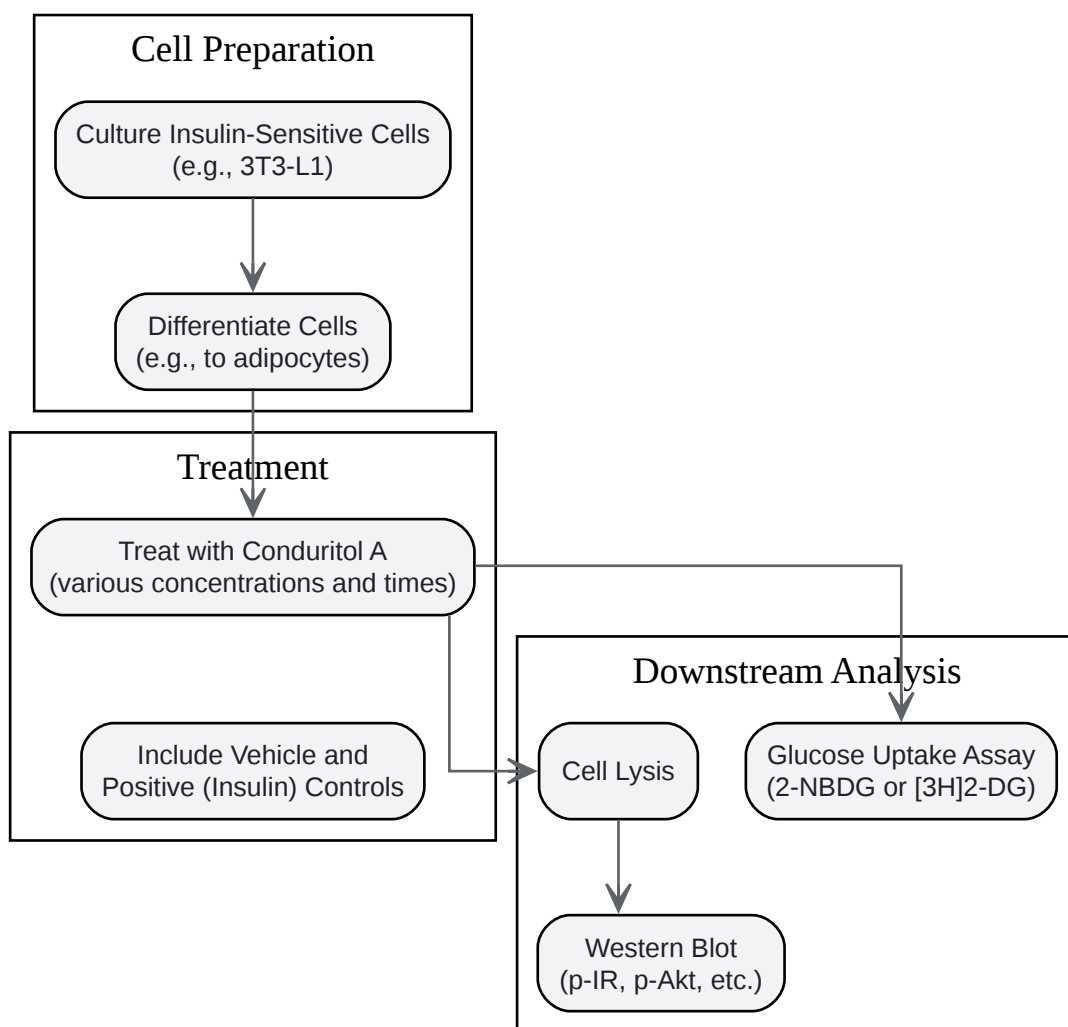 Cell Preparation
Culture Insulin-Sensitive Cells
(e.g., 3T3-L1)
Differentiate Cells
(e.g., to adipocytes)
Treatment
Treat with Conduritol A
(various concentrations and times)
Include Vehicle and
Positive (Insulin) Controls
Downstream Analysis
Cell Lysis
Glucose Uptake Assay
(2-NBDG or [3H]2-DG)
Western Blot
(p-IR, p-Akt, etc.)